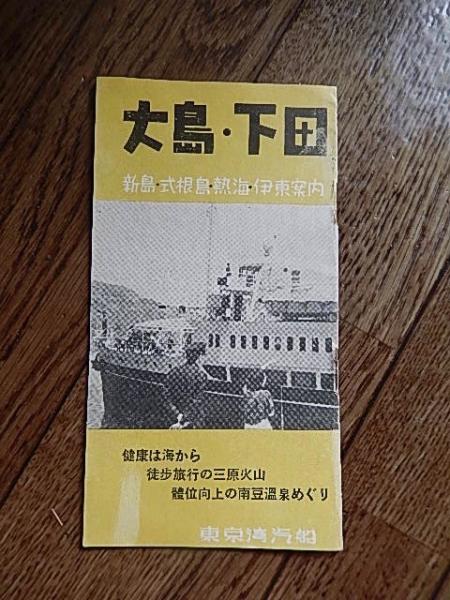 大島・下田
新島・式根島・熱海・伊東案内
健康は海から
徒歩旅行の三原火山
體位向上の南豆溫泉めぐり
東京湾汽船